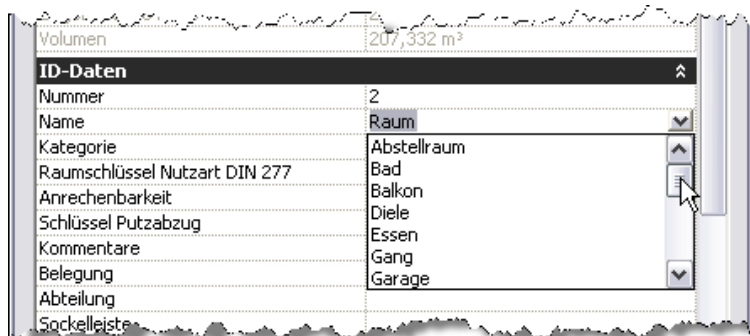 Volumen 207,332 m³
ID-Daten
Nummer 2
Name Raum
Kategorie Abstellraum
Raumschlüssel Nutzart DIN 277 Bad
Anrechenbarkeit Balkon
Schlüssel Putzabzug Diele
Kommentare Essen
Belegung Gang
Abteilung Garage
Sockelleiste